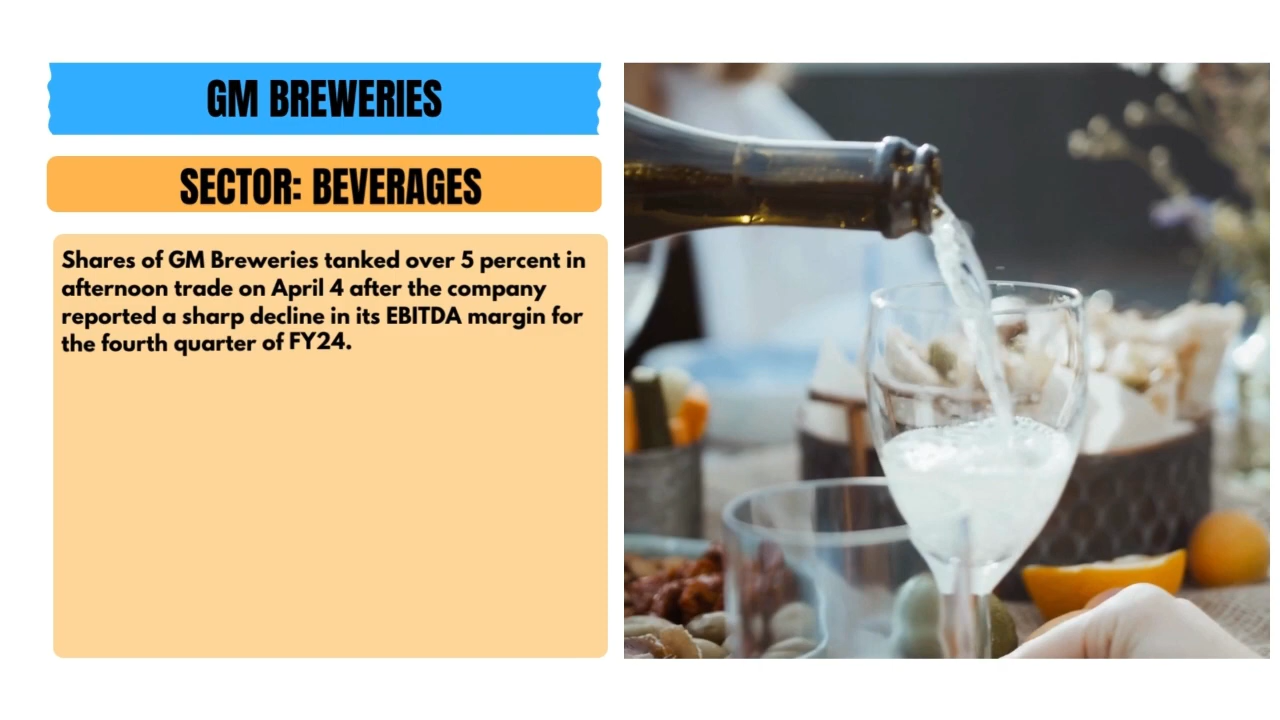 GM BREWERIES
SECTOR: BEVERAGES
Shares of GM Breweries tanked over 5 percent in
afternoon trade on April 4 after the company
reported a sharp decline in its EBITDA margin for
the fourth quarter of FY24.